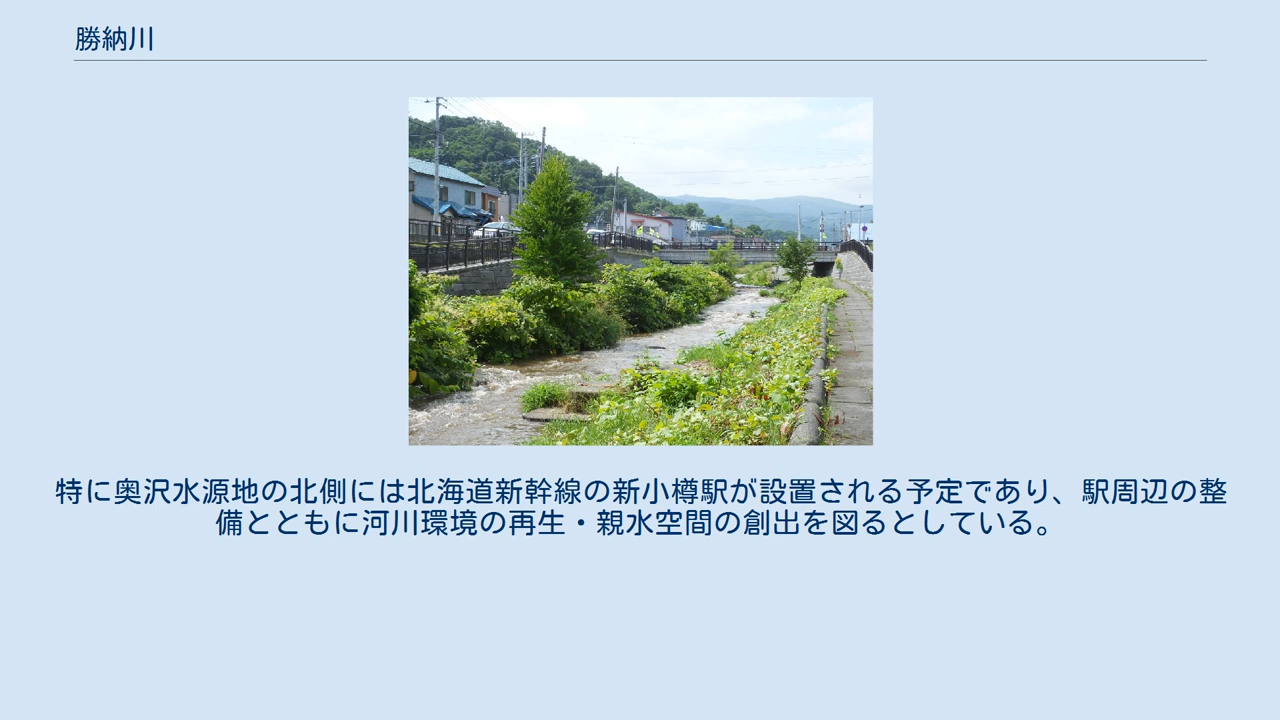 勝納川
特に奥沢水源地の北側には北海道新幹線の新小樽駅が設置される予定であり、駅周辺の整
備とともに河川環境の再生・親水空間の創出を図るとしている。